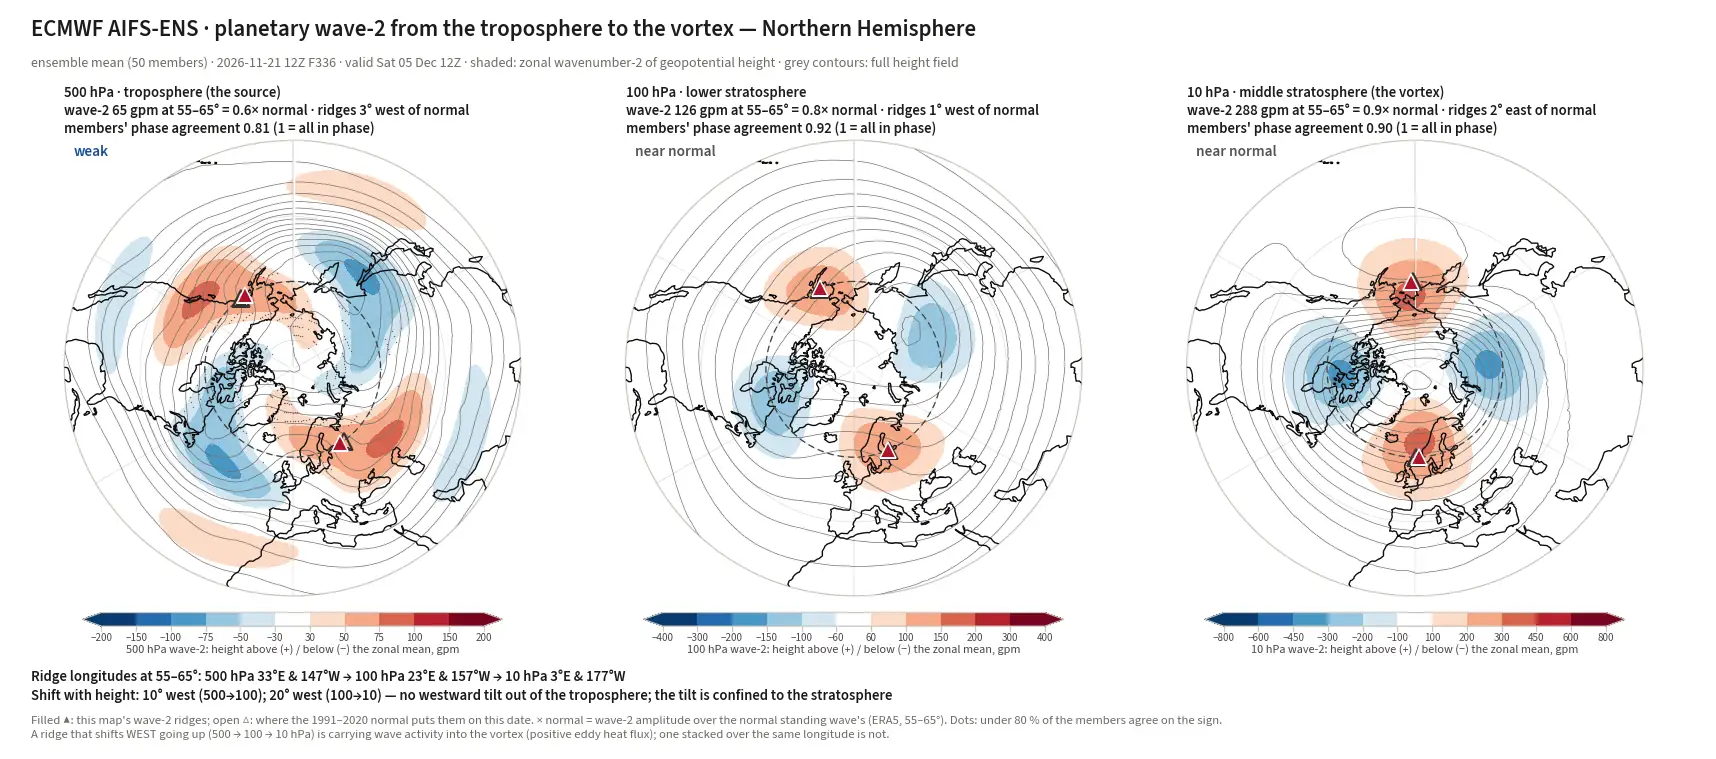 ECMWF AIFS-ENS · planetary wave-2 from the troposphere to the vortex — Northern Hemisphere
ensemble mean (50 members) · 2026-11-21 12Z F336 · valid Sat 05 Dec 12Z · shaded: zonal wavenumber-2 of geopotential height · grey contours: full height field
500 hPa · troposphere (the source)
wave-2 65 gpm at 55–65° = 0.6× normal · ridges 3° west of normal
members' phase agreement 0.81 (1 = all in phase)
weak
100 hPa · lower stratosphere
wave-2 126 gpm at 55–65° = 0.8× normal · ridges 1° west of normal
members' phase agreement 0.92 (1 = all in phase)
near normal
10 hPa · middle stratosphere (the vortex)
wave-2 288 gpm at 55–65° = 0.9× normal · ridges 2° east of normal
members' phase agreement 0.90 (1 = all in phase)
near normal
−200 −150 −100 −75 −50 −30 30 50 75 100 150 200
500 hPa wave-2: height above (+) / below (−) the zonal mean, gpm
−400 −300 −200 −150 −100 −60 60 100 150 200 300 400
100 hPa wave-2: height above (+) / below (−) the zonal mean, gpm
−800 −600 −450 −300 −200 −100 100 200 300 450 600 800
10 hPa wave-2: height above (+) / below (−) the zonal mean, gpm
Ridge longitudes at 55–65°: 500 hPa 33°E & 147°W → 100 hPa 23°E & 157°W → 10 hPa 3°E & 177°W
Shift with height: 10° west (500→100); 20° west (100→10) — no westward tilt out of the troposphere; the tilt is confined to the stratosphere
Filled ▲: this map's wave-2 ridges; open △: where the 1991–2020 normal puts them on this date. × normal = wave-2 amplitude over the normal standing wave's (ERA5, 55–65°). Dots: under 80 % of the members agree on the sign.
A ridge that shifts WEST going up (500 → 100 → 10 hPa) is carrying wave activity into the vortex (positive eddy heat flux); one stacked over the same longitude is not.